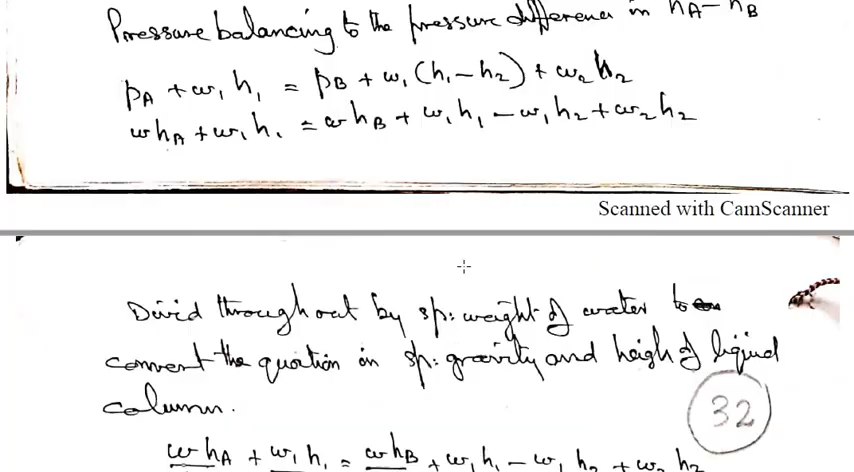 Pressure balancing to the pressure difference in hA - hB
pA + w1 h1 = pB + w1 (h1 - h2) + w2 h2
whA + w1 h1 = w hB + w1 h1 - w1 h2 + w2 h2
Scanned with CamScanner
Divid throughout by sp: weight of water to
convert the quortion in sp: gravity and heigh of liquid
column.
32
w hA + w1 h1 = w hB + w1 h1 - w1 h2 + w2 h2